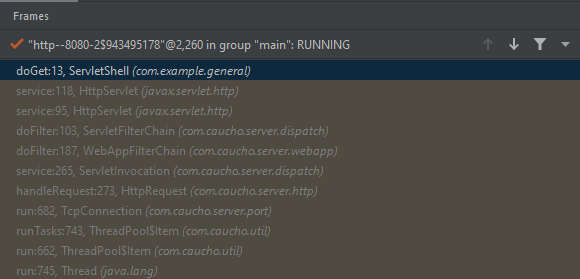 Frames
"http--8080-2$943495178"@2,260 in group "main": RUNNING
doGet:13, ServletShell (com.example.general)
service:118, HttpServlet (javax.servlet.http)
service:95, HttpServlet (javax.servlet.http)
doFilter:103, ServletFilterChain (com.caucho.server.dispatch)
doFilter:187, WebAppFilterChain (com.caucho.server.webapp)
service:265, ServletInvocation (com.caucho.server.dispatch)
handleRequest:273, HttpRequest (com.caucho.server.http)
run:682, TcpConnection (com.caucho.server.port)
runTasks:743, ThreadPool$Item (com.caucho.util)
run:662, ThreadPool$Item (com.caucho.util)
run:745, Thread (java.lang)